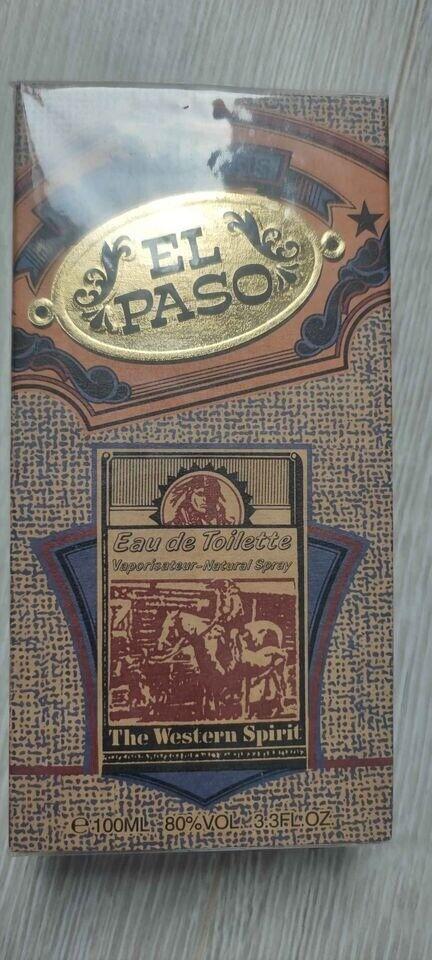 EL
PASO
Eau de Toilette
Vaporisateur-Natural Spray
The Western Spirit
℮100ML 80%VOL. 3.3FL.OZ.